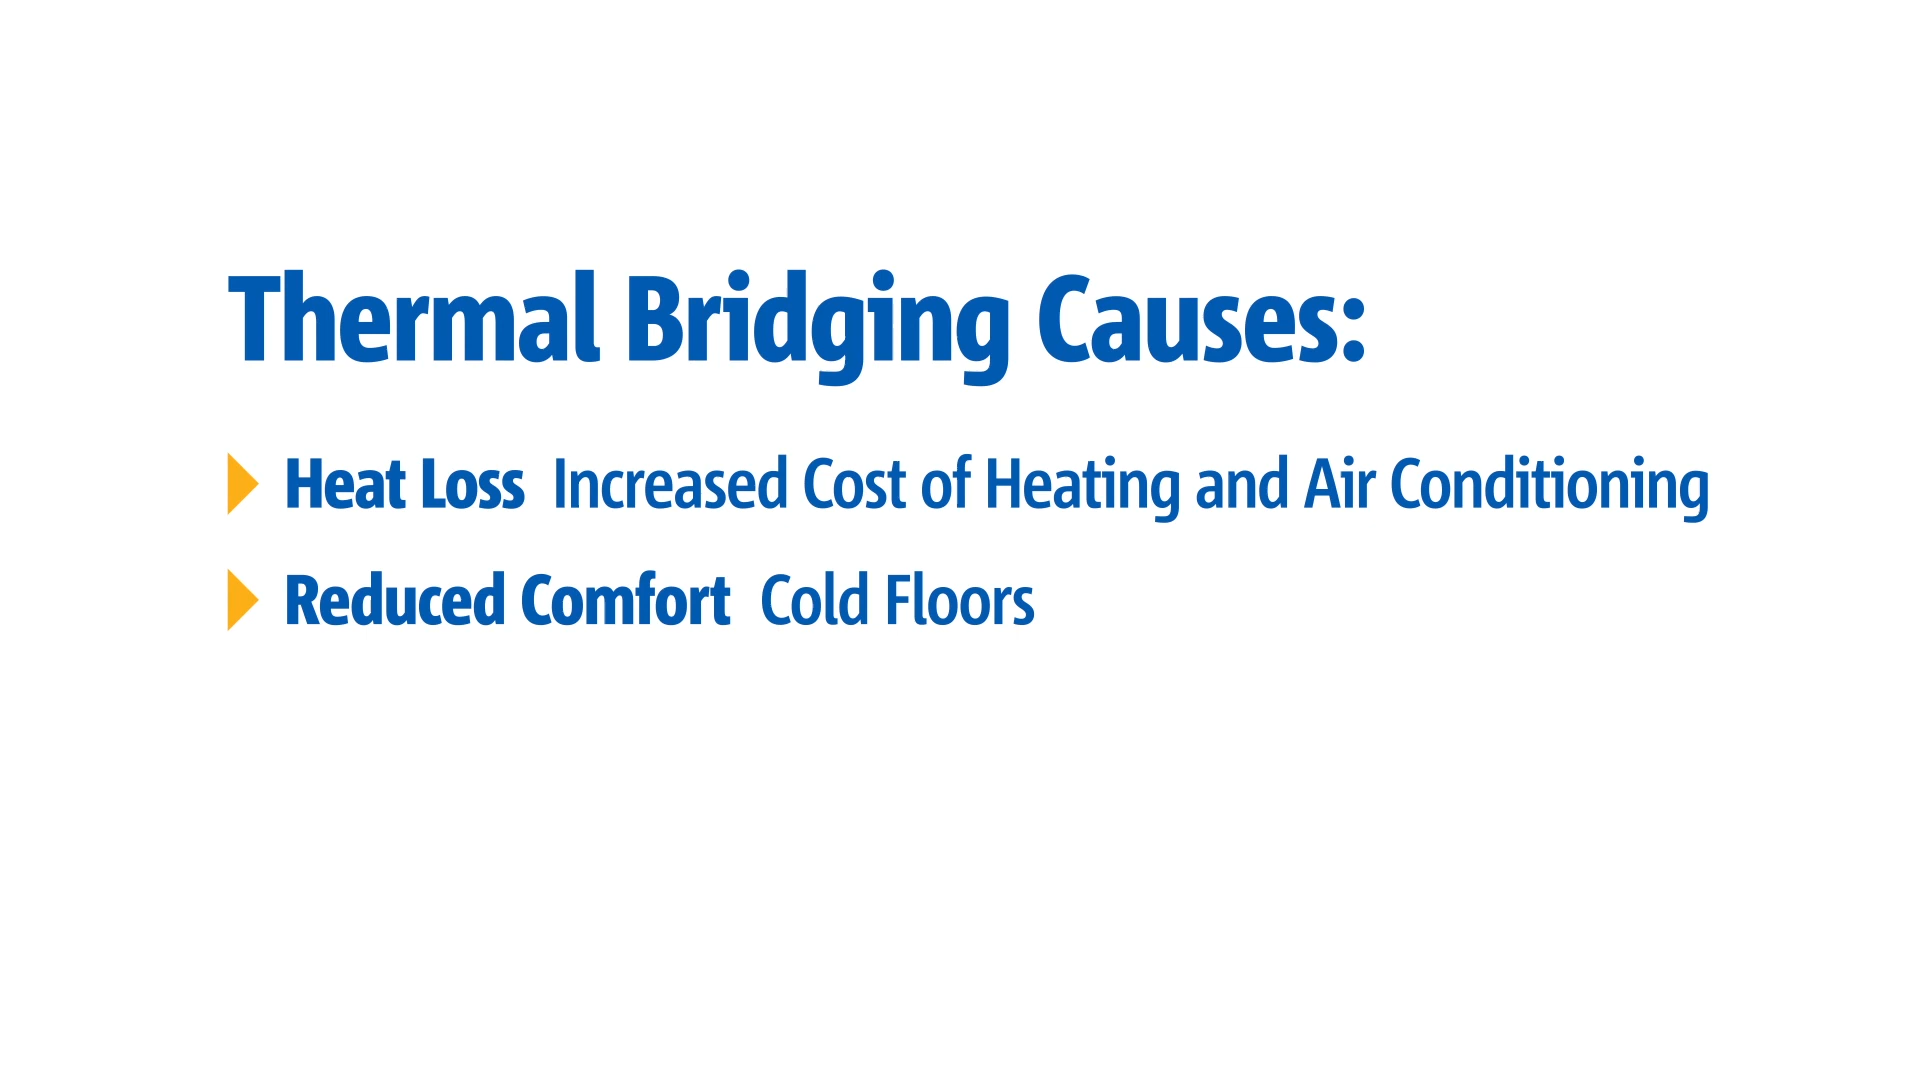 Thermal Bridging Causes:
Heat Loss Increased Cost of Heating and Air Conditioning
Reduced Comfort Cold Floors